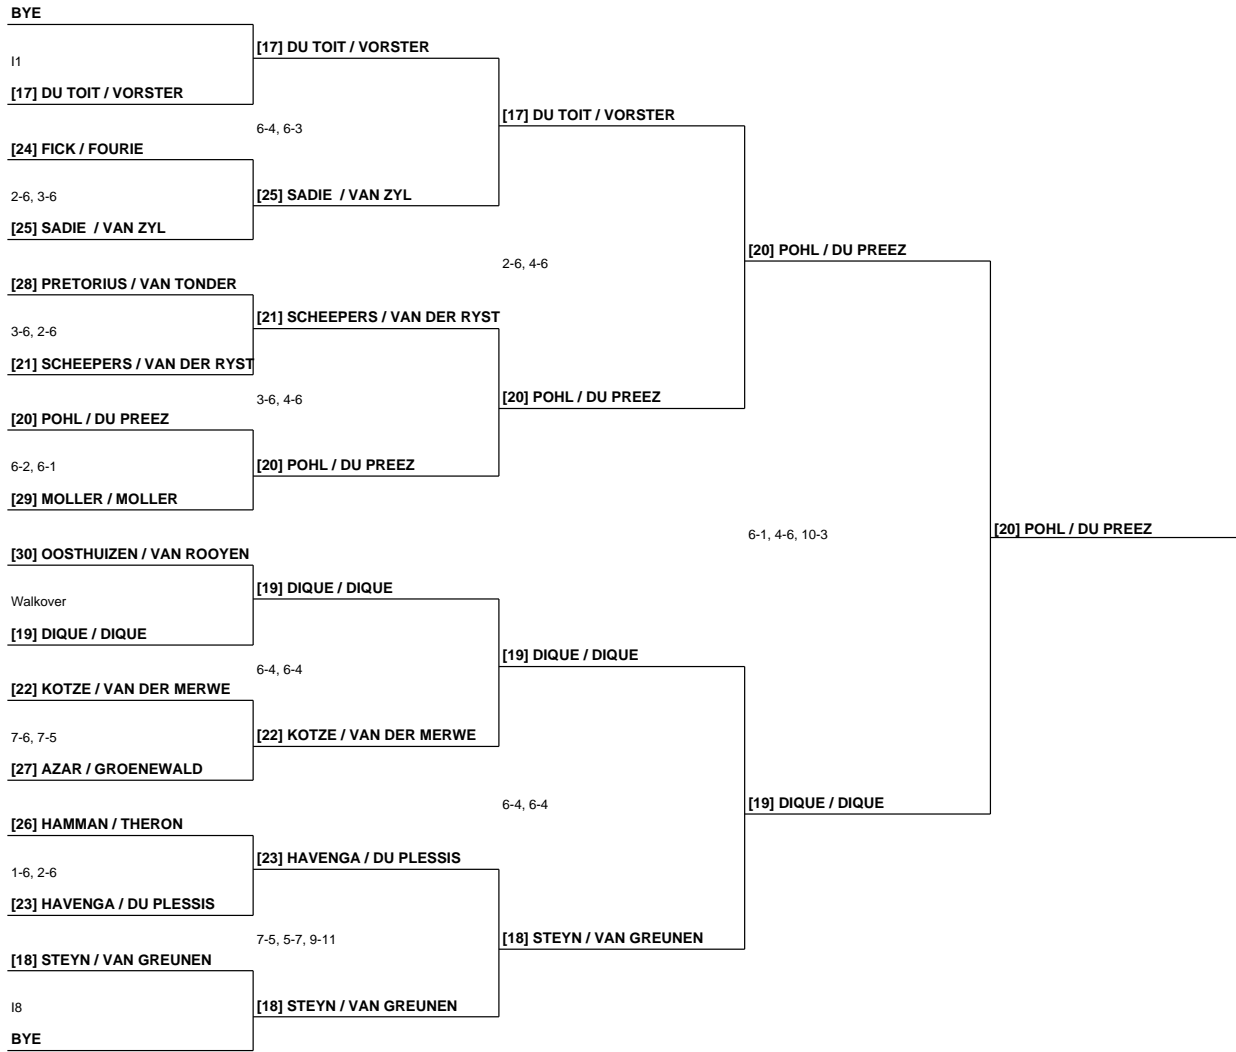 BYE
[17] DU TOIT / VORSTER
I1
[17] DU TOIT / VORSTER
[17] DU TOIT / VORSTER
6-4, 6-3
[24] FICK / FOURIE
[25] SADIE / VAN ZYL
2-6, 3-6
[25] SADIE / VAN ZYL
[20] POHL / DU PREEZ
2-6, 4-6
[28] PRETORIUS / VAN TONDER
[21] SCHEEPERS / VAN DER RYST
3-6, 2-6
[21] SCHEEPERS / VAN DER RYST
[20] POHL / DU PREEZ
3-6, 4-6
[20] POHL / DU PREEZ
[20] POHL / DU PREEZ
6-2, 6-1
[29] MOLLER / MOLLER
[20] POHL / DU PREEZ
6-1, 4-6, 10-3
[30] OOSTHUIZEN / VAN ROOYEN
[19] DIQUE / DIQUE
Walkover
[19] DIQUE / DIQUE
[19] DIQUE / DIQUE
6-4, 6-4
[22] KOTZE / VAN DER MERWE
[22] KOTZE / VAN DER MERWE
7-6, 7-5
[27] AZAR / GROENEWALD
[19] DIQUE / DIQUE
6-4, 6-4
[26] HAMMAN / THERON
[23] HAVENGA / DU PLESSIS
1-6, 2-6
[23] HAVENGA / DU PLESSIS
[18] STEYN / VAN GREUNEN
7-5, 5-7, 9-11
[18] STEYN / VAN GREUNEN
[18] STEYN / VAN GREUNEN
I8
BYE